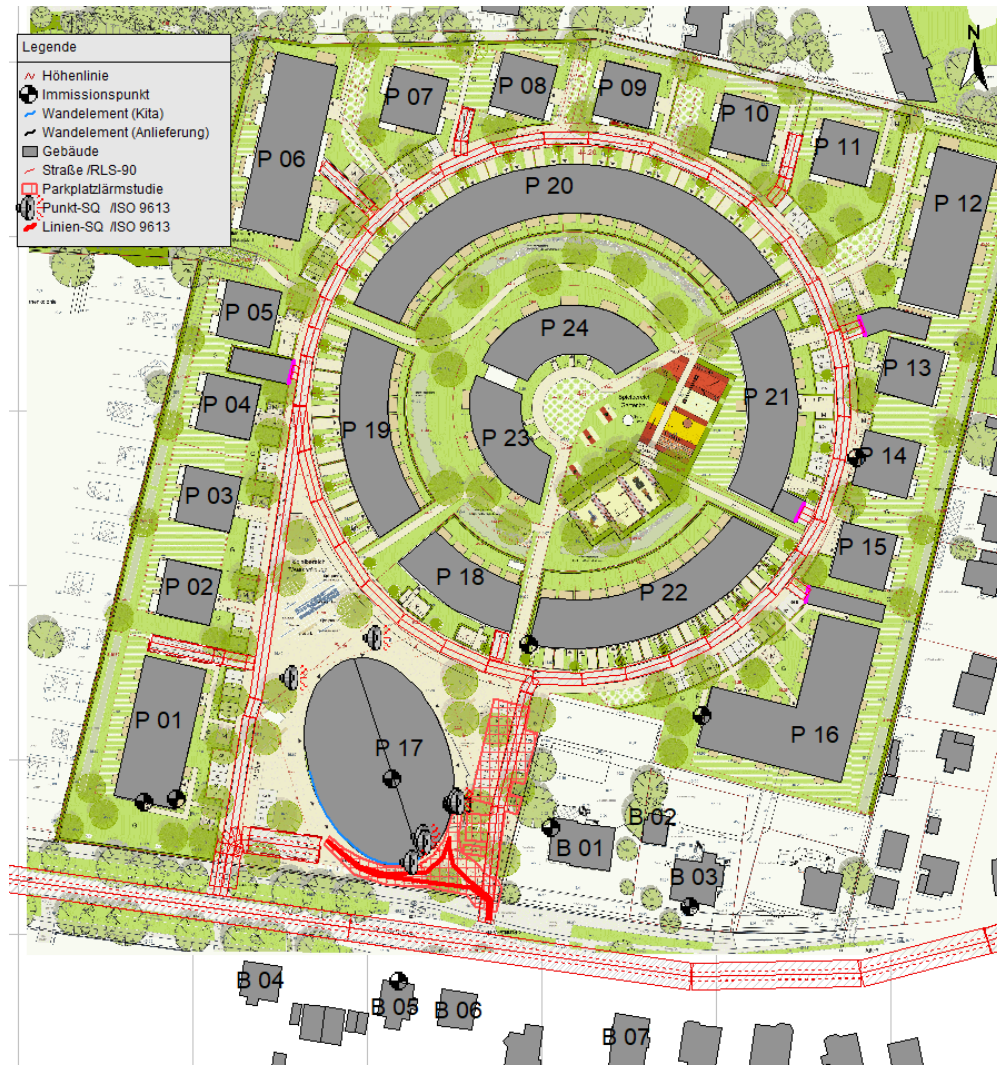 Legende
Höhenlinie
Immissionspunkt
Wandelement (Kita)
Wandelement (Anlieferung)
Gebäude
Straße /RLS-90
Parkplatzlärmstudie
Punkt-SQ /ISO 9613
Linien-SQ /ISO 9613
N
P 08
P 09
P 07
P 10
P 11
P 06
P 20
P 12
P 05
P 24
P 13
P 04
P 21
P 19
P 23
Spielbereich
P 14
P 03
P 15
P 18
P 02
P 22
P 01
P 17
P 16
B 02
B 01
B 03
B 04
B 05
B 06
B 07